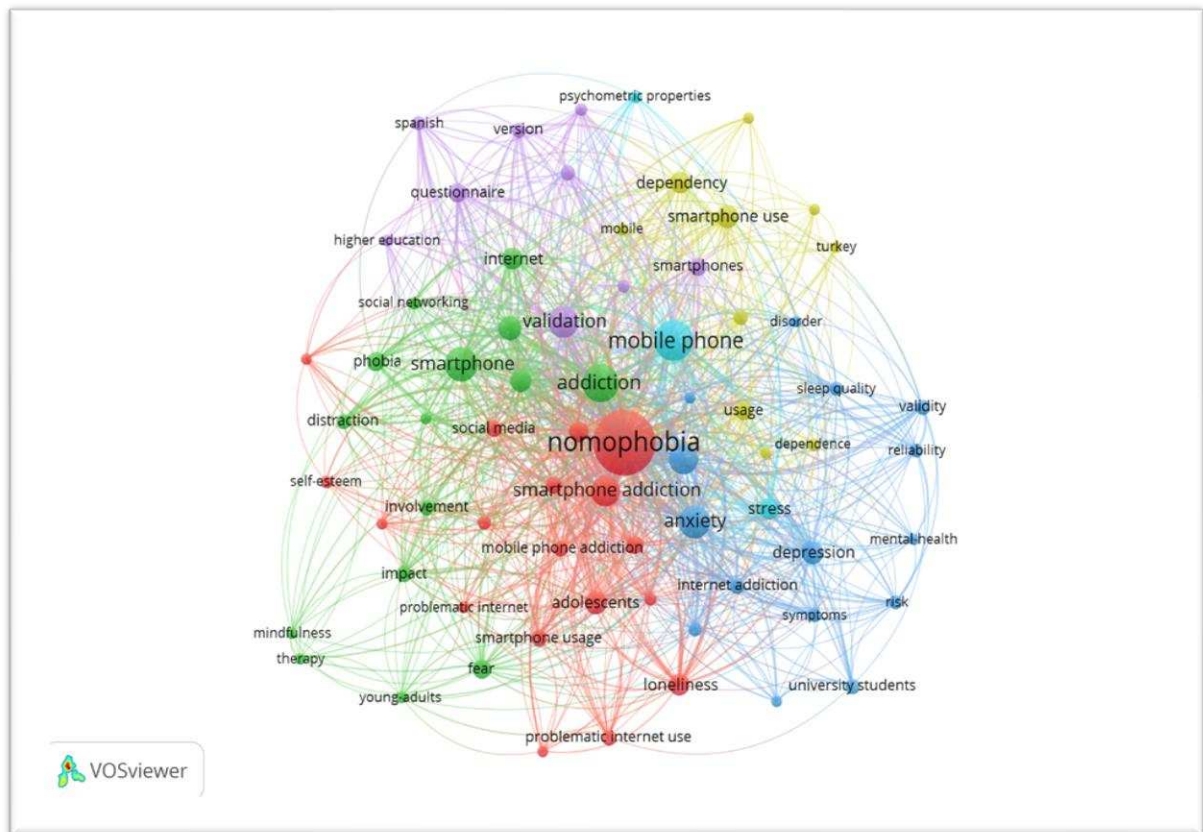 psychometric properties
spanish
version
dependency
questionnaire
smartphone use
mobile
higher education
turkey
internet
smartphones
social networking
validation
disorder
mobile phone
phobia
smartphone
addiction
sleep quality
validity
usage
distraction
social media
nomophobia
dependence
reliability
self-esteem
smartphone addiction
involvement
stress
anxiety
mental health
mobile phone addiction
depression
impact
internet addiction
problematic internet
adolescents
risk
symptoms
mindfulness
smartphone usage
therapy
fear
loneliness
university students
young-adults
problematic internet use
VOSviewer